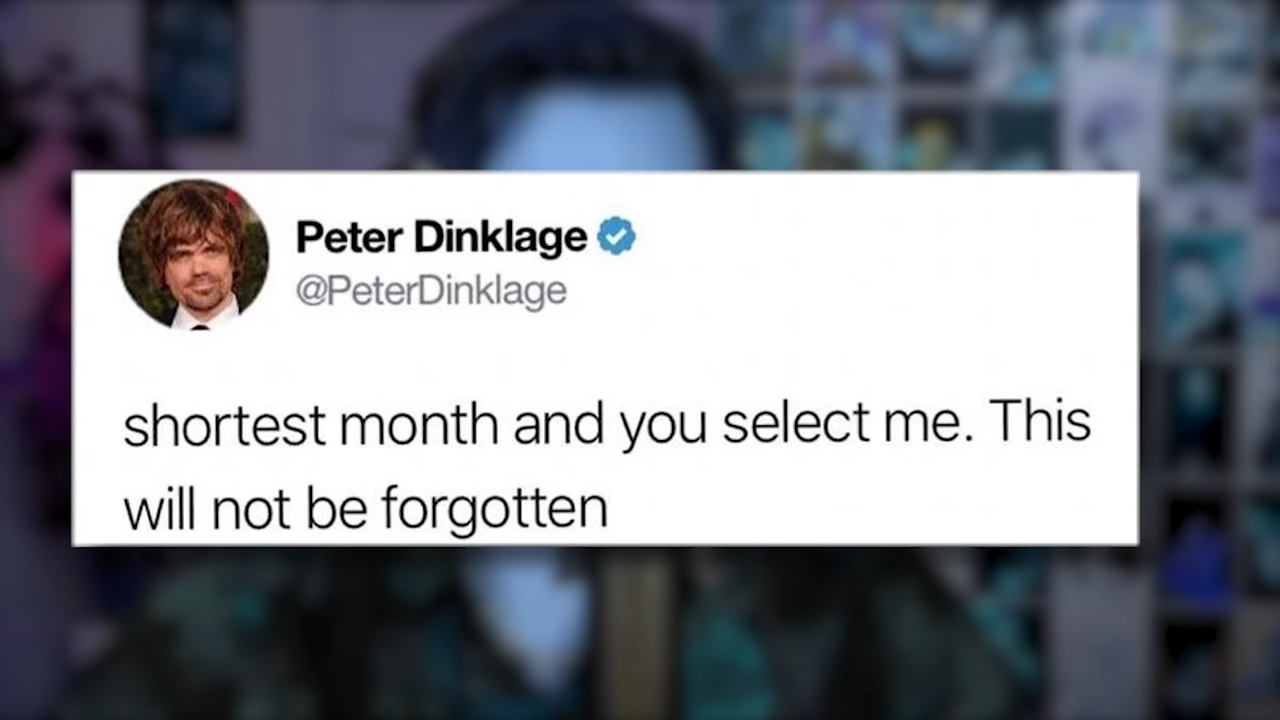 Peter Dinklage
@PeterDinklage
shortest month and you select me. This
will not be forgotten